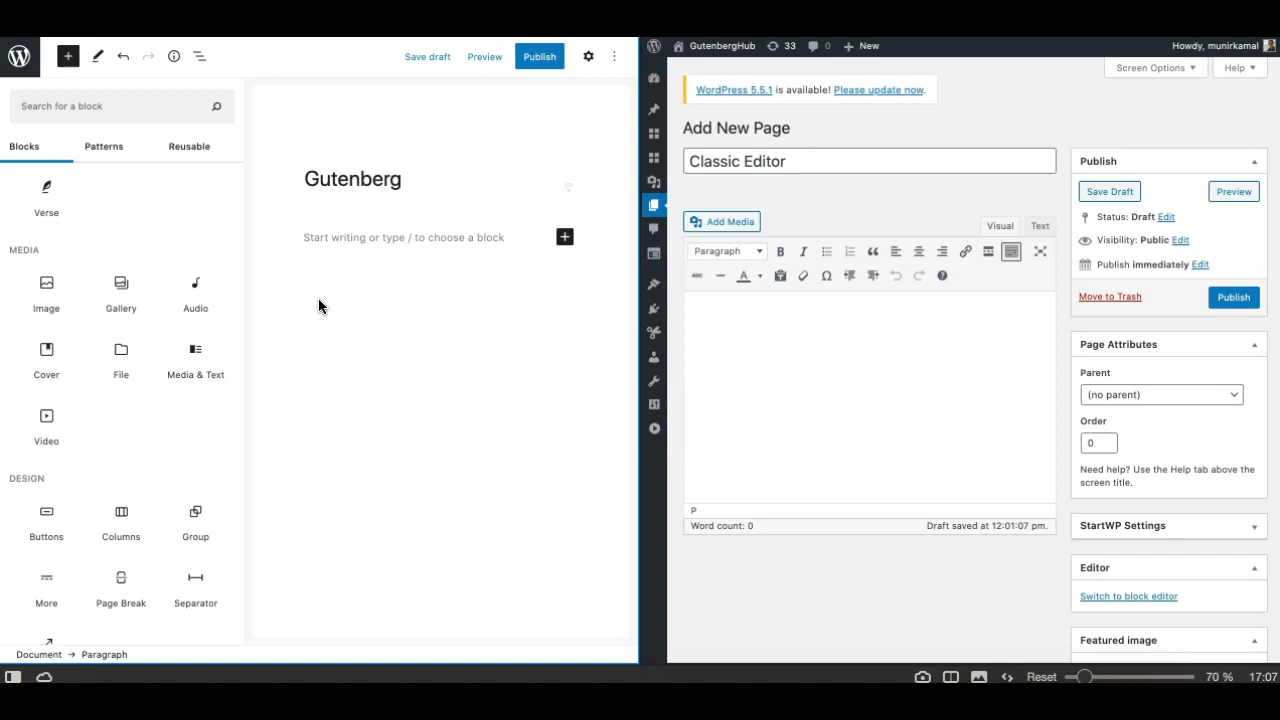 Save draft
Preview
Publish
Search for a block
Blocks
Patterns
Reusable
Verse
MEDIA
Image
Gallery
Audio
Cover
File
Media & Text
Video
DESIGN
Buttons
Columns
Group
More
Page Break
Separator
Document → Paragraph
Gutenberg
Start writing or type / to choose a block
GutenbergHub
33
0
New
Howdy, munirkamal
Screen Options
Help
WordPress 5.5.1 is available! Please update now.
Add New Page
Classic Editor
Add Media
Visual
Text
Paragraph
B
I
ABC
A
P
Word count: 0
Draft saved at 12:01:07 pm.
Publish
Save Draft
Preview
Status: Draft Edit
Visibility: Public Edit
Publish immediately Edit
Move to Trash
Publish
Page Attributes
Parent
(no parent)
Order
0
Need help? Use the Help tab above the
screen title.
StartWP Settings
Editor
Switch to block editor
Featured image
Reset
70 %
17:07